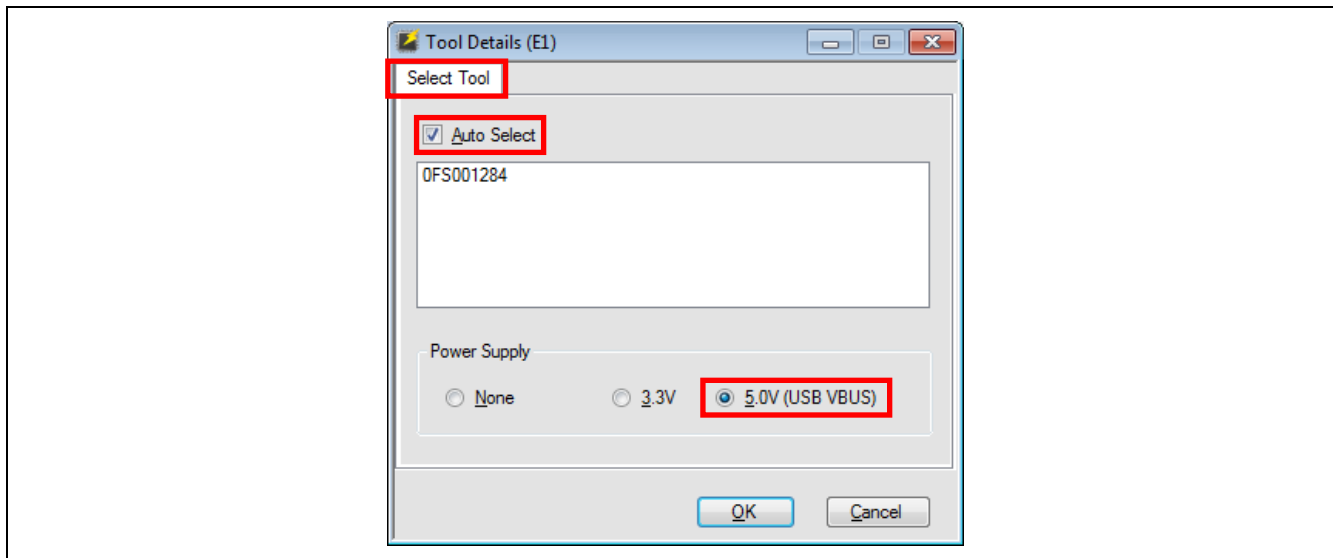 Tool Details (E1)
Select Tool
Auto Select
0FS001284
Power Supply
None 3.3V 5.0V (USB VBUS)
OK Cancel